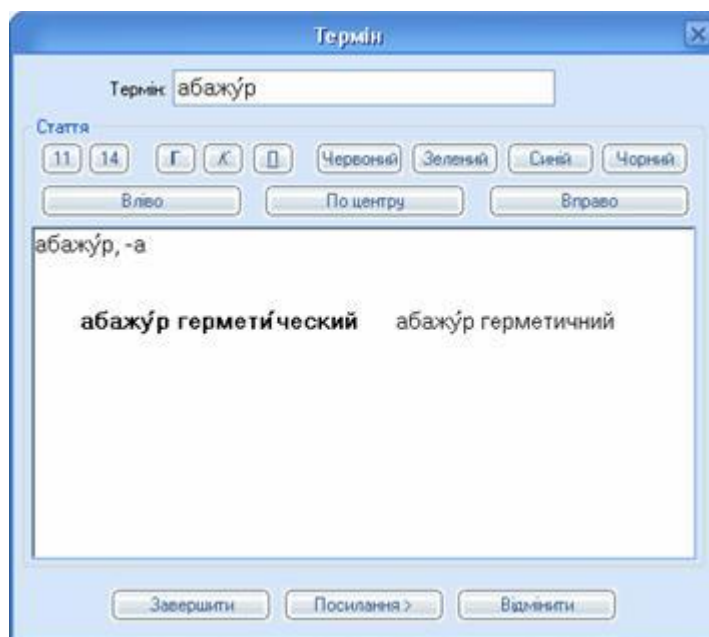 Термін
Термін: абажу́р
Стаття
11 14 Г К П Червоний Зелений Синій Чорний
Вліво По центру Вправо
абажу́р, -а
абажу́р гермети́ческий абажу́р герметичний
Завершити Посилання > Відмінити